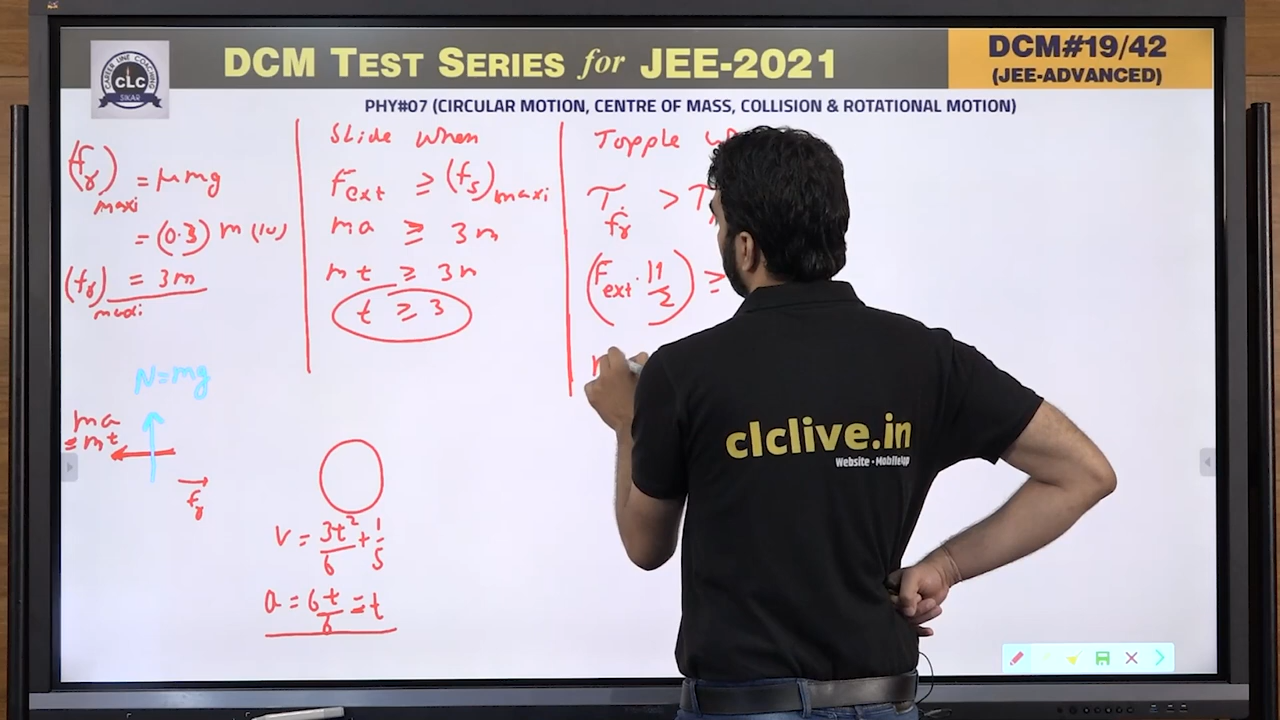 DCM TEST SERIES for JEE-2021
DCM#19/42
(JEE-ADVANCED)
CAREER LINE COACHING
CLC
SIKAR
PHY#07 (CIRCULAR MOTION, CENTRE OF MASS, COLLISION & ROTATIONAL MOTION)
(fr)maxi = μmg
= (0.3) m (10)
(fr)maxi = 3m
Slide when
Fext ≥ (fs)maxi
ma ≥ 3m
mt ≥ 3m
t ≥ 3
Topple
τfr > τ
(Fext · H/2) ≥
N=mg
ma
=mt
fr
v = 3t²/6 + 1/5
a = 6t/6 = t
clclive.in
Website • MobileApp